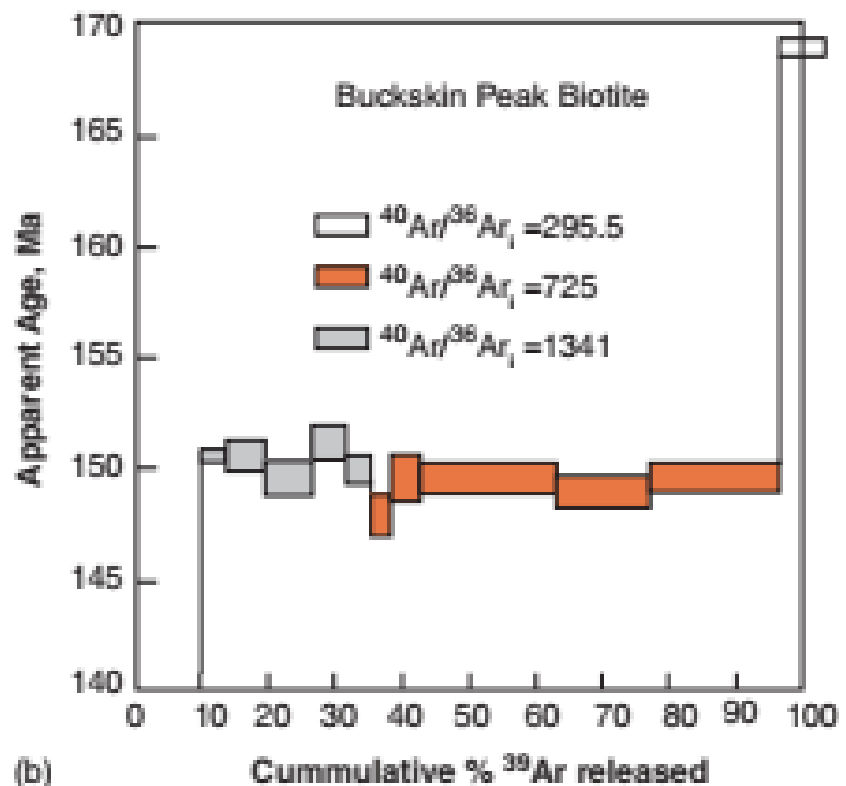 170
165
160
155
150
145
140
Apparent Age, Ma
Buckskin Peak Biotite
⁴⁰Ar/³⁶Arᵢ =295.5
⁴⁰Ar/³⁶Arᵢ =725
⁴⁰Ar/³⁶Arᵢ =1341
0 10 20 30 40 50 60 70 80 90 100
(b) Cummulative % ³⁹Ar released